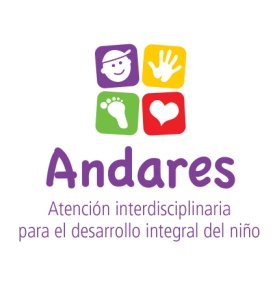 Andares
Atención interdisciplinaria
para el desarrollo integral del niño